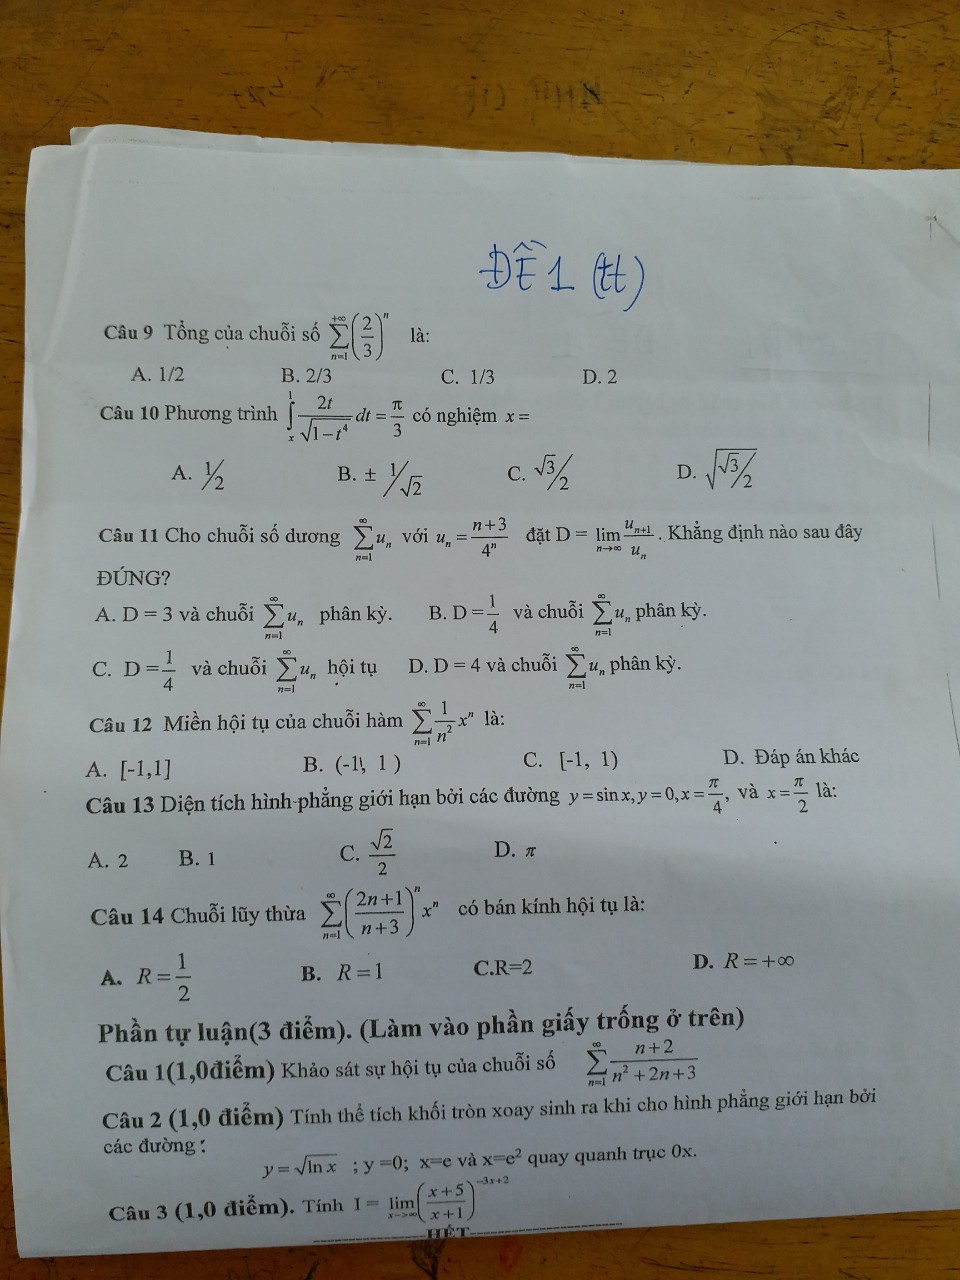 ĐỀ 1 (tt)
Câu 9 Tổng của chuỗi số $\sum_{n=1}^{+\infty}\left(\frac{2}{3}\right)^n$ là:
A. 1/2 B. 2/3 C. 1/3 D. 2
Câu 10 Phương trình $\int_x^1 \frac{2t}{\sqrt{1-t^4}} dt = \frac{\pi}{3}$ có nghiệm x =
A. 1/2 B. ± 1/√2 C. √3/2 D. $\sqrt{\sqrt{3}/2}$
Câu 11 Cho chuỗi số dương $\sum_{n=1}^{\infty} u_n$ với $u_n = \frac{n+3}{4^n}$ đặt D = $\lim_{n\to\infty} \frac{u_{n+1}}{u_n}$. Khẳng định nào sau đây
ĐÚNG?
A. D = 3 và chuỗi $\sum_{n=1}^{\infty} u_n$ phân kỳ. B. D = $\frac{1}{4}$ và chuỗi $\sum_{n=1}^{\infty} u_n$ phân kỳ.
C. D = $\frac{1}{4}$ và chuỗi $\sum_{n=1}^{\infty} u_n$ hội tụ D. D = 4 và chuỗi $\sum_{n=1}^{\infty} u_n$ phân kỳ.
Câu 12 Miền hội tụ của chuỗi hàm $\sum_{n=1}^{\infty} \frac{1}{n^2} x^n$ là:
A. [-1,1] B. (-1, 1 ) C. [-1, 1) D. Đáp án khác
Câu 13 Diện tích hình phẳng giới hạn bởi các đường $y = \sin x, y = 0, x = \frac{\pi}{4}$, và $x = \frac{\pi}{2}$ là:
A. 2 B. 1 C. $\frac{\sqrt{2}}{2}$ D. π
Câu 14 Chuỗi lũy thừa $\sum_{n=1}^{\infty}\left(\frac{2n+1}{n+3}\right)^n x^n$ có bán kính hội tụ là:
A. $R = \frac{1}{2}$ B. R = 1 C.R=2 D. R = +∞
Phần tự luận(3 điểm). (Làm vào phần giấy trống ở trên)
Câu 1(1,0điểm) Khảo sát sự hội tụ của chuỗi số $\sum_{n=1}^{\infty} \frac{n+2}{n^2+2n+3}$
Câu 2 (1,0 điểm) Tính thể tích khối tròn xoay sinh ra khi cho hình phẳng giới hạn bởi
các đường :
$y = \sqrt{\ln x}$ ; y =0; x=e và x=e² quay quanh trục 0x.
Câu 3 (1,0 điểm). Tính I = $\lim_{x->\infty}\left(\frac{x+5}{x+1}\right)^{-3x+2}$
HẾT